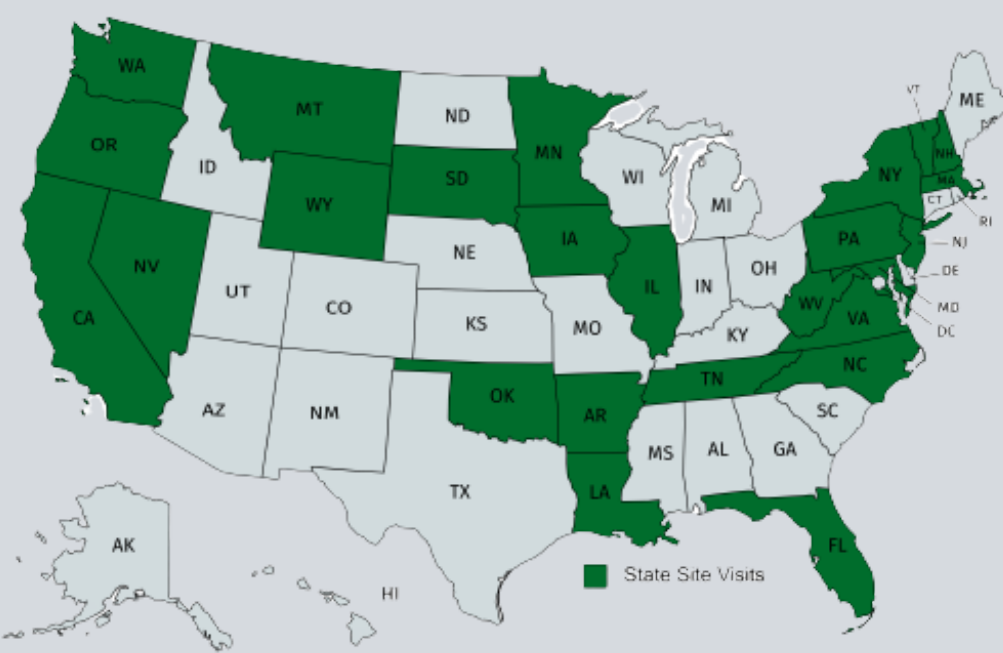 WA
MT
ND
MN
VT
ME
OR
ID
SD
WI
NY
NH
MA
WY
MI
CT
RI
IA
PA
NJ
NV
NE
OH
DE
UT
IL
IN
CA
CO
WV
MD
KS
MO
VA
DC
KY
NC
TN
OK
AZ
NM
AR
SC
MS
AL
GA
TX
LA
AK
FL
State Site Visits
HI